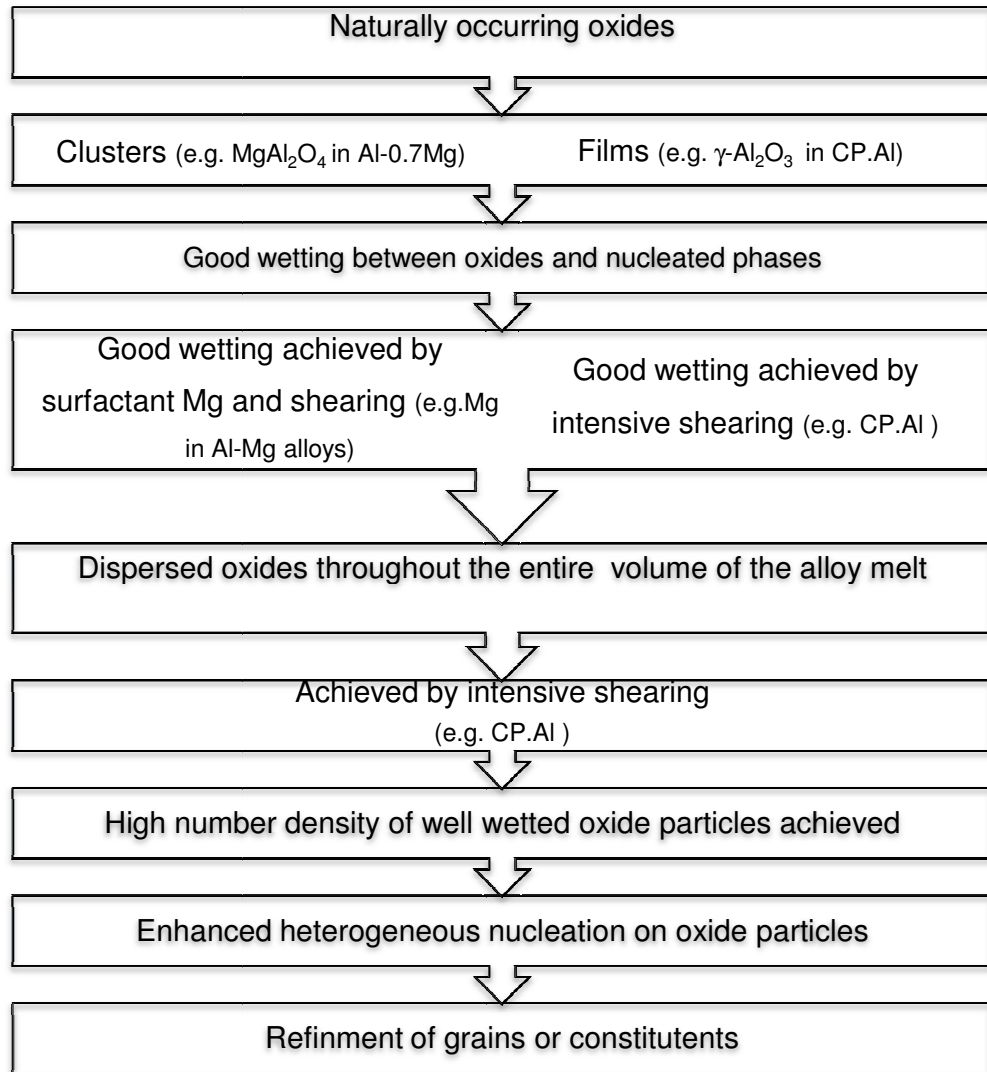 Naturally occurring oxides
Clusters (e.g. MgAl₂O₄ in Al-0.7Mg)
Films (e.g. γ-Al₂O₃ in CP.Al)
Good wetting between oxides and nucleated phases
Good wetting achieved by
surfactant Mg and shearing (e.g.Mg
in Al-Mg alloys)
Good wetting achieved by
intensive shearing (e.g. CP.Al )
Dispersed oxides throughout the entire volume of the alloy melt
Achieved by intensive shearing
(e.g. CP.Al )
High number density of well wetted oxide particles achieved
Enhanced heterogeneous nucleation on oxide particles
Refinment of grains or constitutents